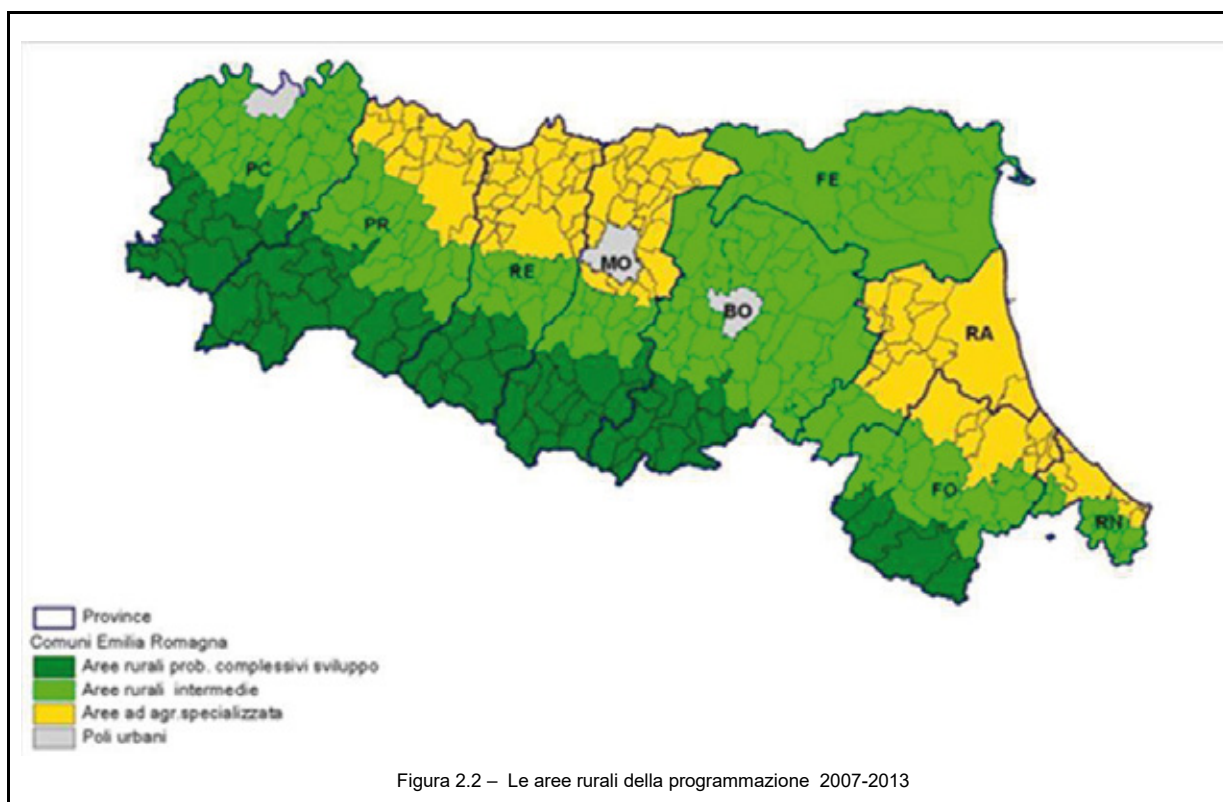 PC
PR
RE
MO
BO
FE
RA
FO
RN
Province
Comuni Emilia Romagna
Aree rurali prob. complessivi sviluppo
Aree rurali intermedie
Aree ad agr.specializzata
Poli urbani
Figura 2.2 – Le aree rurali della programmazione 2007-2013